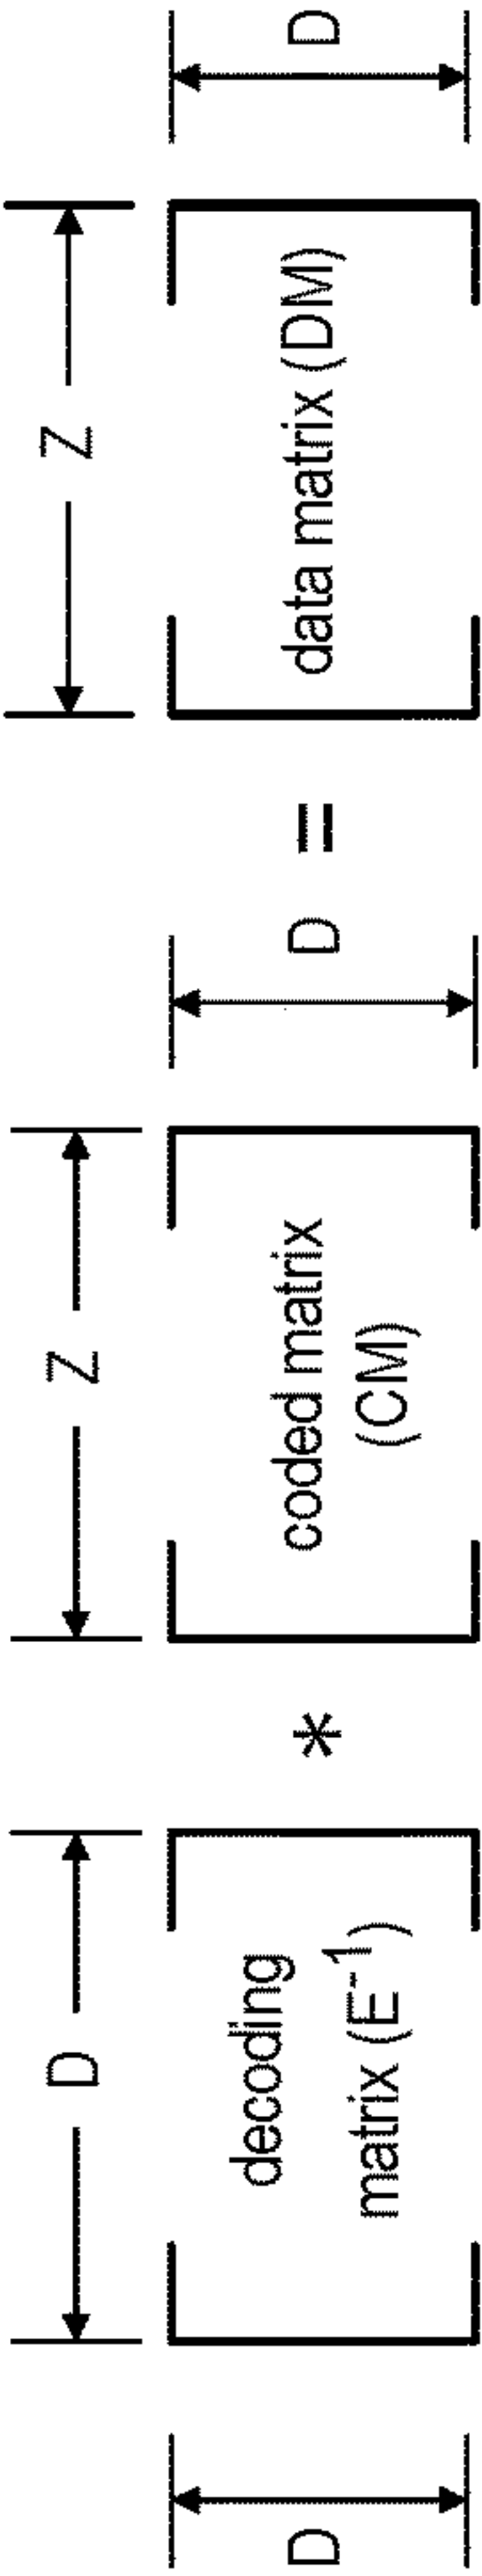 D
D
decoding
matrix (E⁻¹)
*
Z
coded matrix
(CM)
D
=
Z
data matrix (DM)
D